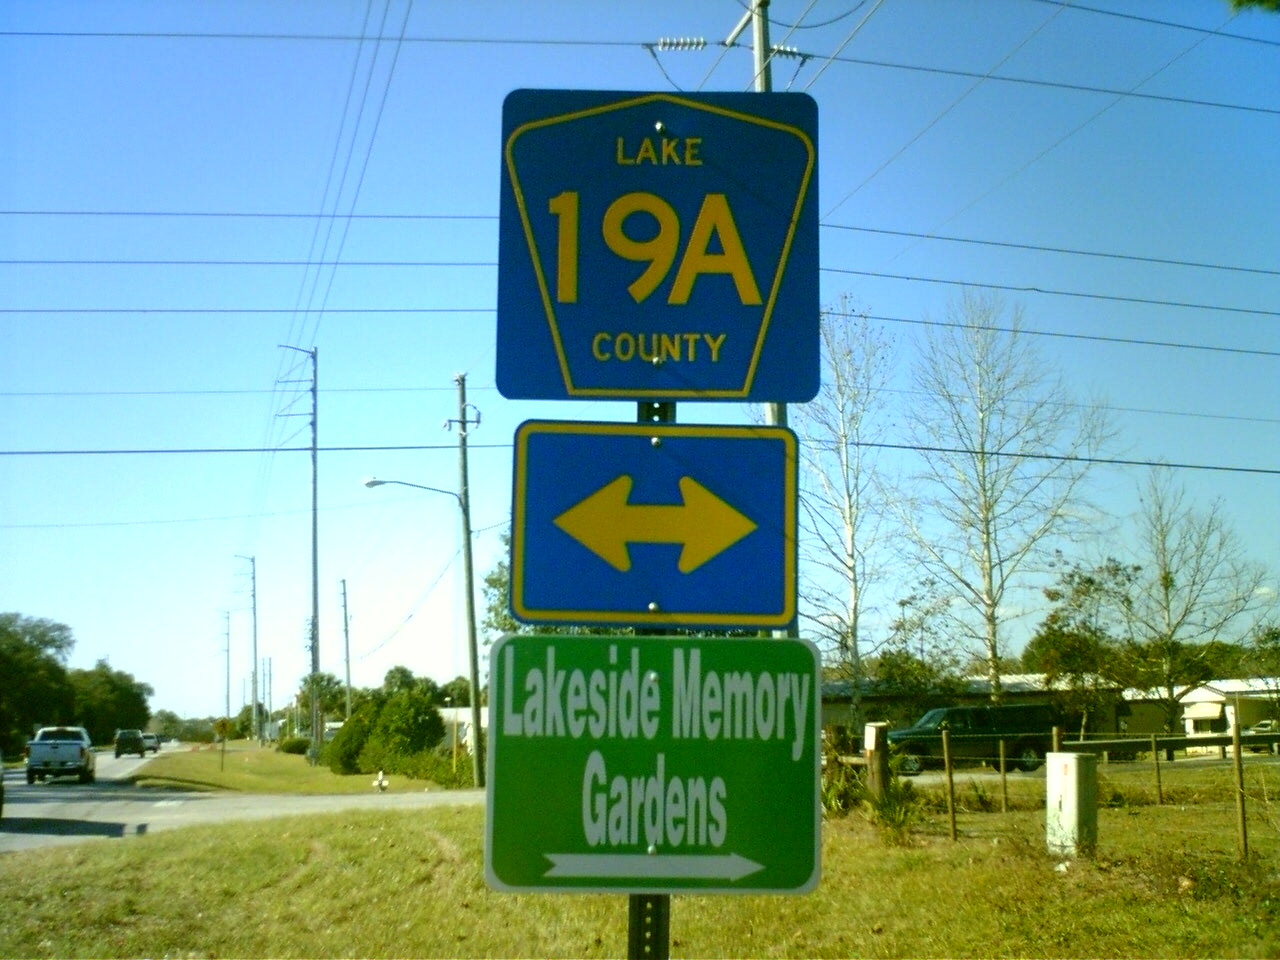 LAKE
19A
COUNTY
Lakeside Memory
Gardens